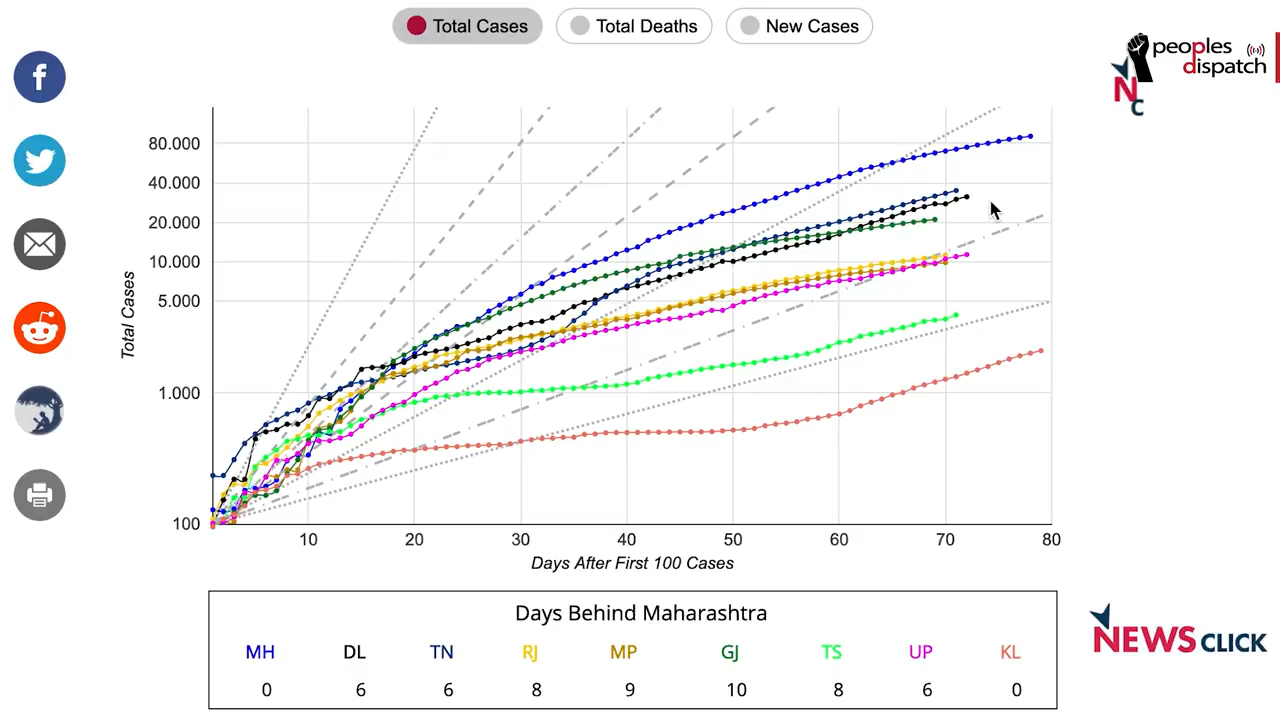 Total Cases Total Deaths New Cases
peoples
dispatch
N
C
80.000
40.000
20.000
10.000
5.000
1.000
100
Total Cases
10 20 30 40 50 60 70 80
Days After First 100 Cases
Days Behind Maharashtra
MH DL TN RJ MP GJ TS UP KL
0 6 6 8 9 10 8 6 0
NEWSCLICK